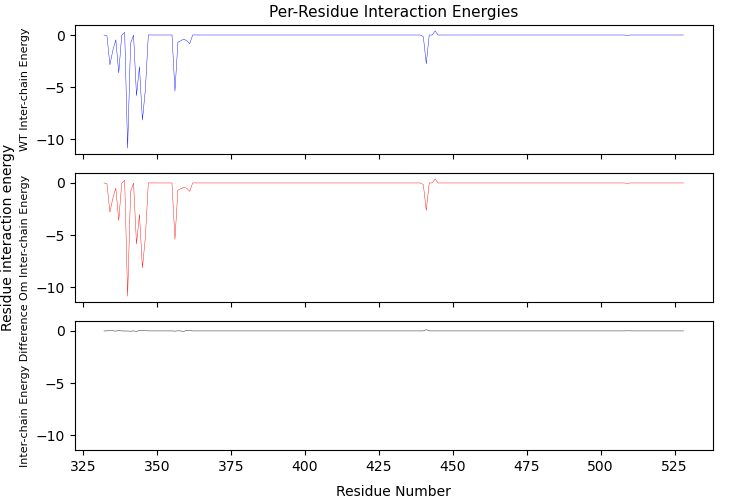 Per-Residue Interaction Energies
Residue interaction energy
WT Inter-chain Energy
0
−5
−10
Om Inter-chain Energy
0
−5
−10
Inter-chain Energy Difference
0
−5
−10
325 350 375 400 425 450 475 500 525
Residue Number